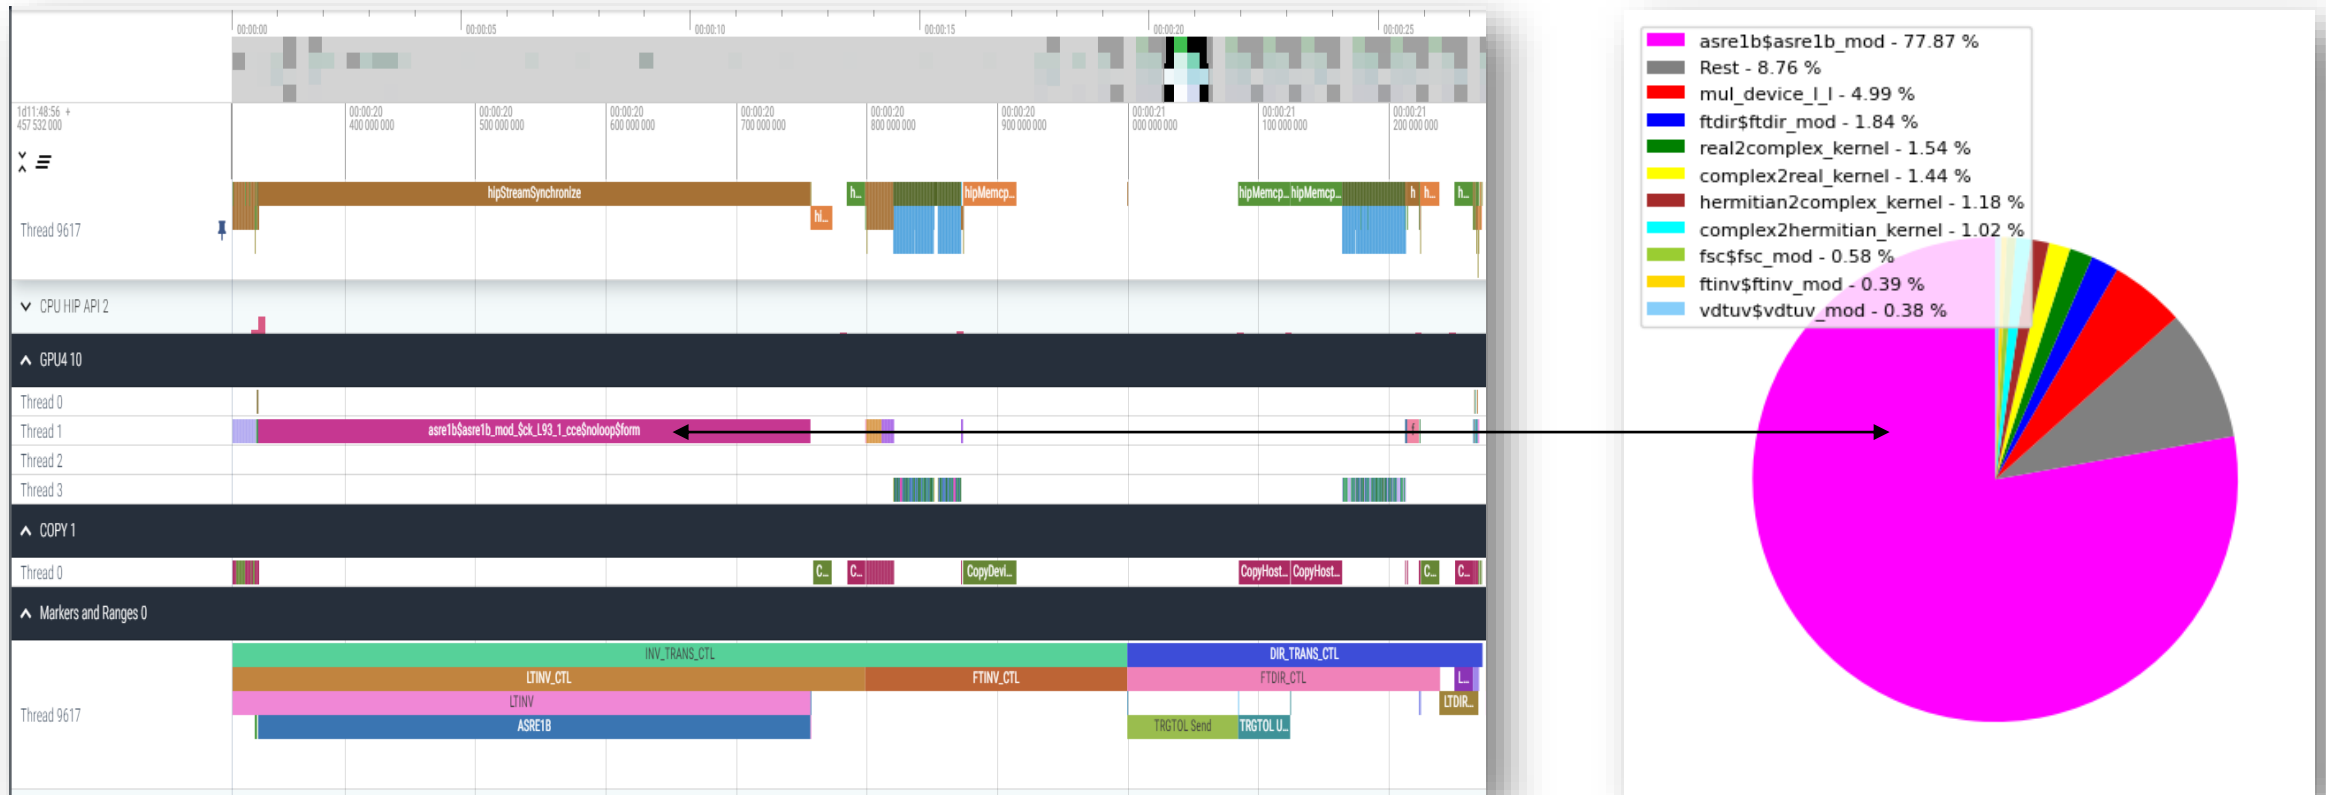 00:00:00 00:00:05 00:00:10 00:00:15 00:00:20 00:00:25
1d11:48:56 + 00:00:20 00:00:20 00:00:20 00:00:20 00:00:20 00:00:20 00:00:21 00:00:21 00:00:21
457 532 000 400 000 000 500 000 000 600 000 000 700 000 000 800 000 000 900 000 000 000 000 000 100 000 000 200 000 000
hipStreamSynchronize h... hipMemcp... hipMemcp... hipMemcp... h h... h...
hi...
Thread 9617
CPU HIP API 2
GPU4 10
Thread 0
Thread 1 asre1b$asre1b_mod_$ck_L93_1_cce$noloop$form f
Thread 2
Thread 3
COPY 1
Thread 0 C... C... CopyDevi... CopyHost... CopyHost... C... C...
Markers and Ranges 0
INV_TRANS_CTL DIR_TRANS_CTL
LTINV_CTL FTINV_CTL FTDIR_CTL L...
LTINV LTDIR...
Thread 9617
ASRE1B TRGTOL Send TRGTOL U...
asre1b$asre1b_mod - 77.87 %
Rest - 8.76 %
mul_device_l_l - 4.99 %
ftdir$ftdir_mod - 1.84 %
real2complex_kernel - 1.54 %
complex2real_kernel - 1.44 %
hermitian2complex_kernel - 1.18 %
complex2hermitian_kernel - 1.02 %
fsc$fsc_mod - 0.58 %
ftinv$ftinv_mod - 0.39 %
vdtuv$vdtuv_mod - 0.38 %